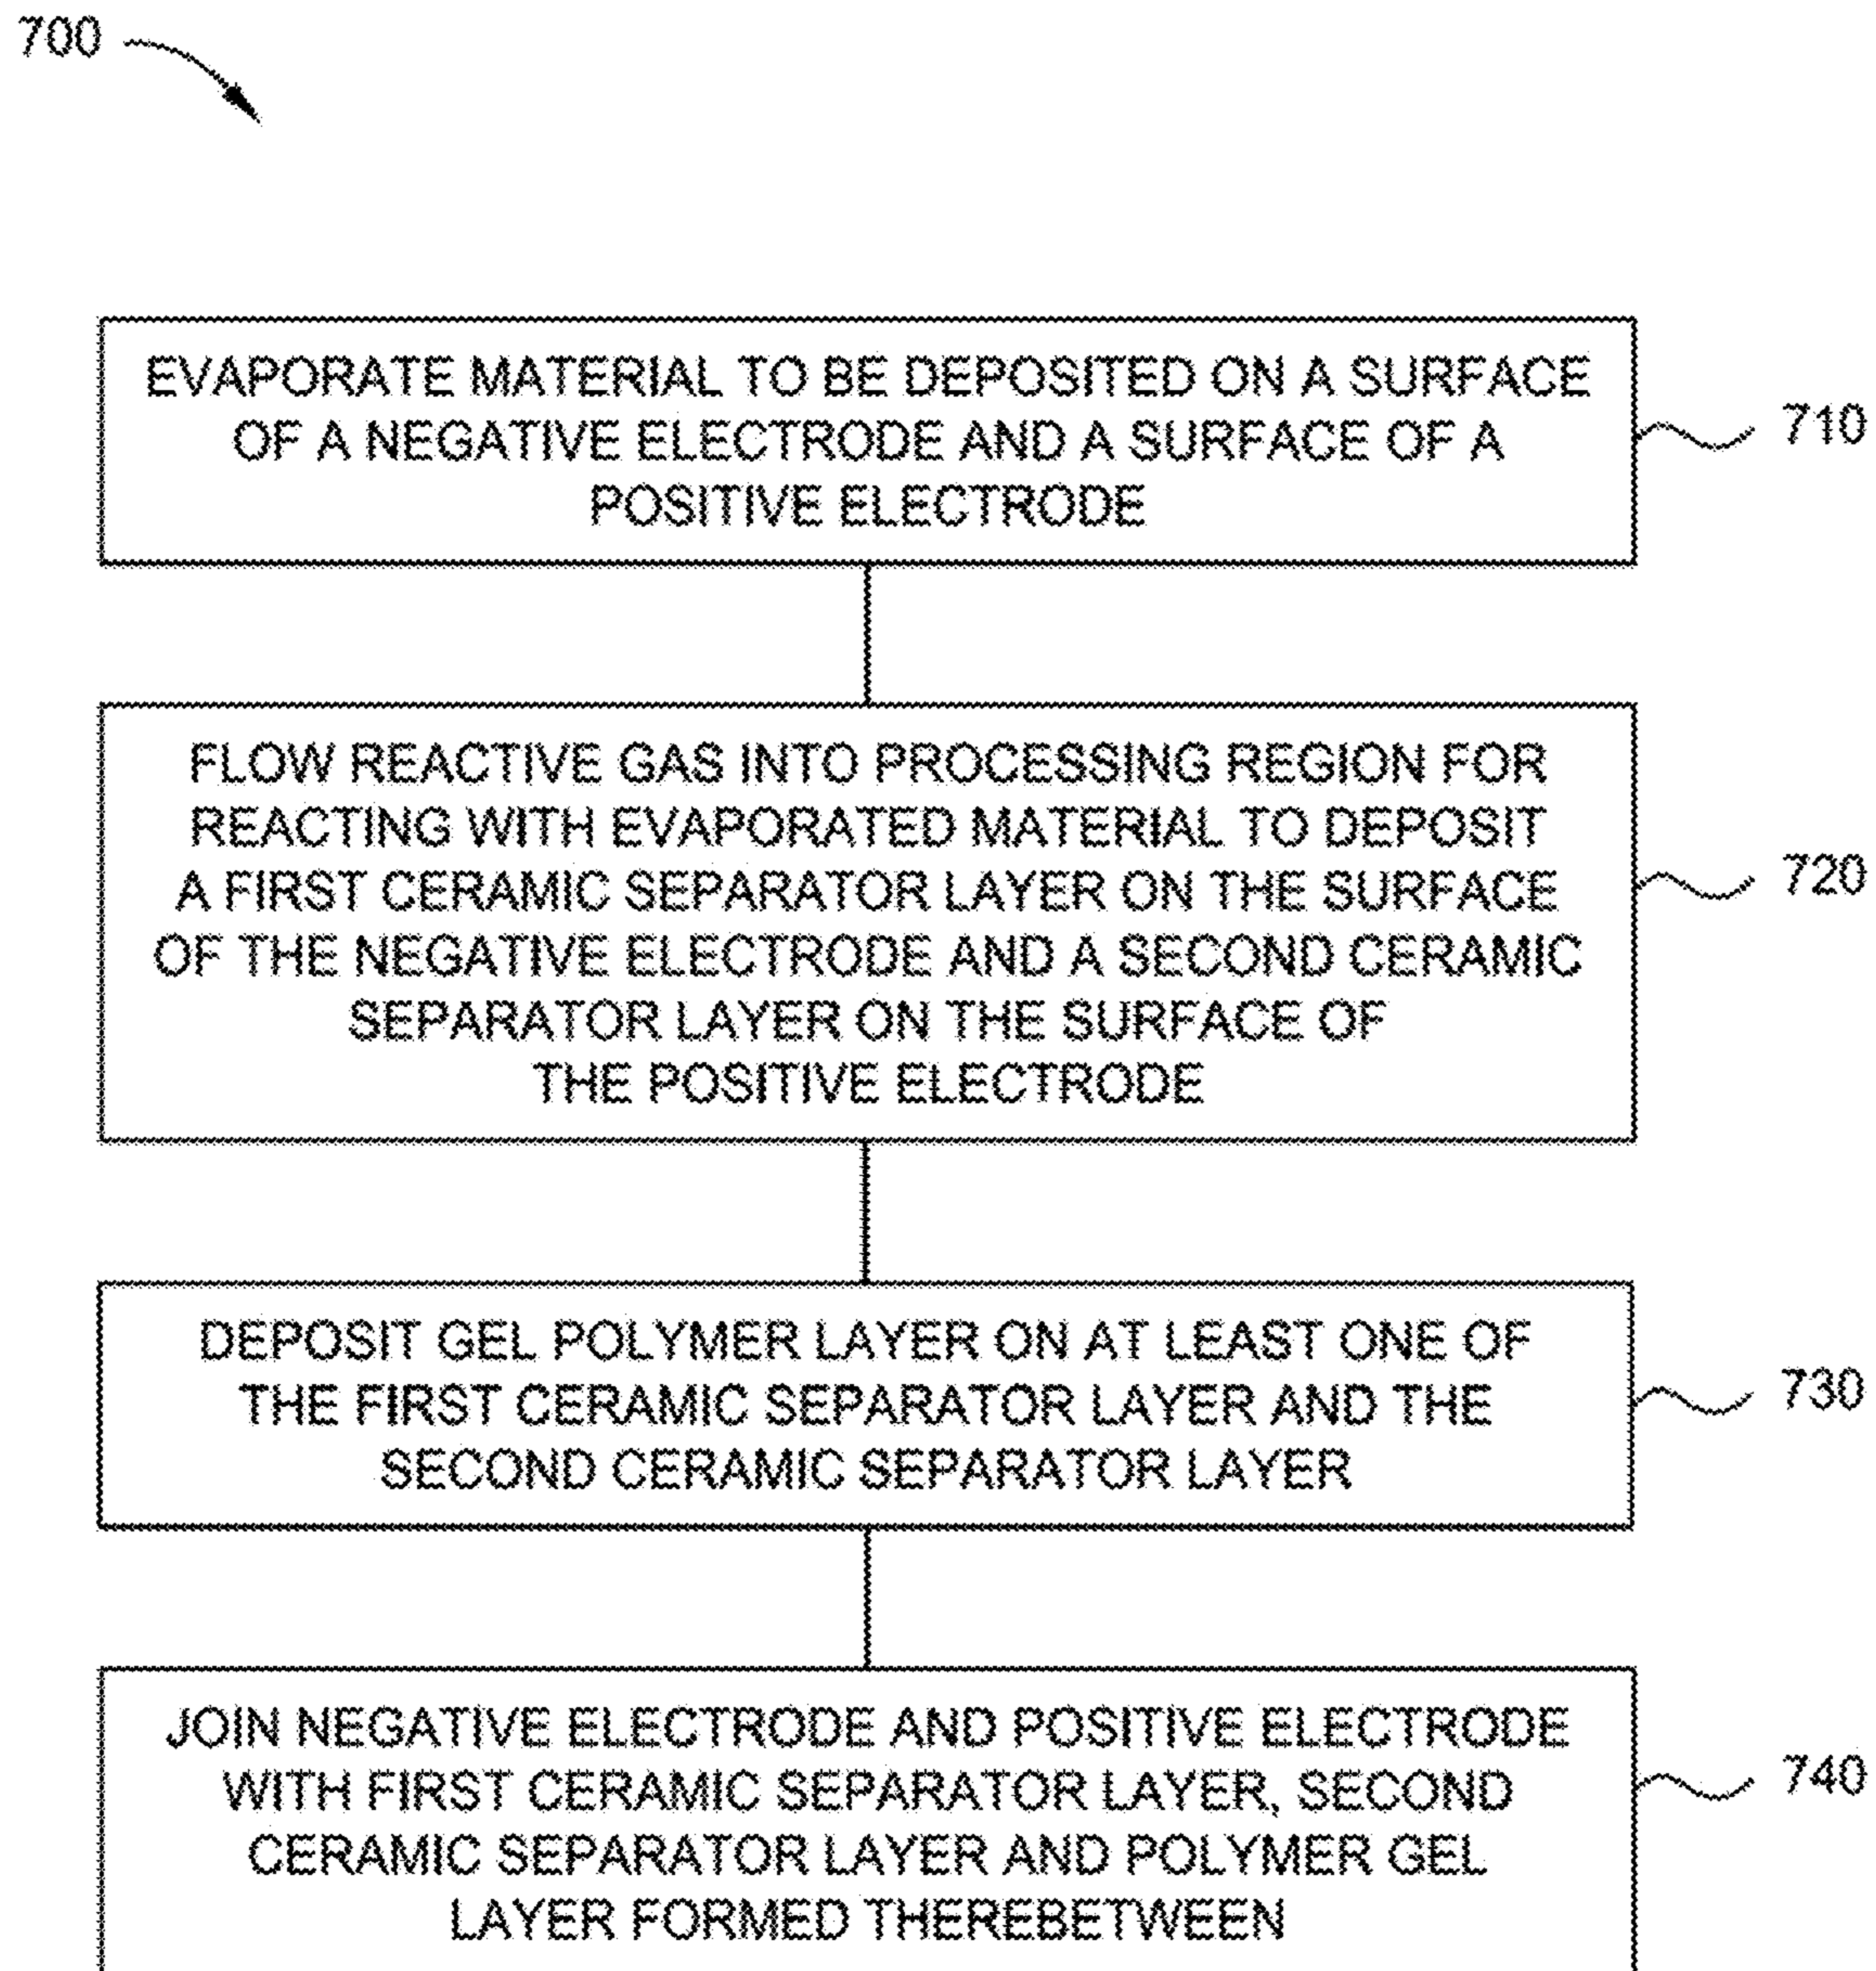 700
EVAPORATE MATERIAL TO BE DEPOSITED ON A SURFACE
OF A NEGATIVE ELECTRODE AND A SURFACE OF A
POSITIVE ELECTRODE
710
FLOW REACTIVE GAS INTO PROCESSING REGION FOR
REACTING WITH EVAPORATED MATERIAL TO DEPOSIT
A FIRST CERAMIC SEPARATOR LAYER ON THE SURFACE
OF THE NEGATIVE ELECTRODE AND A SECOND CERAMIC
SEPARATOR LAYER ON THE SURFACE OF
THE POSITIVE ELECTRODE
720
DEPOSIT GEL POLYMER LAYER ON AT LEAST ONE OF
THE FIRST CERAMIC SEPARATOR LAYER AND THE
SECOND CERAMIC SEPARATOR LAYER
730
JOIN NEGATIVE ELECTRODE AND POSITIVE ELECTRODE
WITH FIRST CERAMIC SEPARATOR LAYER, SECOND
CERAMIC SEPARATOR LAYER AND POLYMER GEL
LAYER FORMED THEREBETWEEN
740